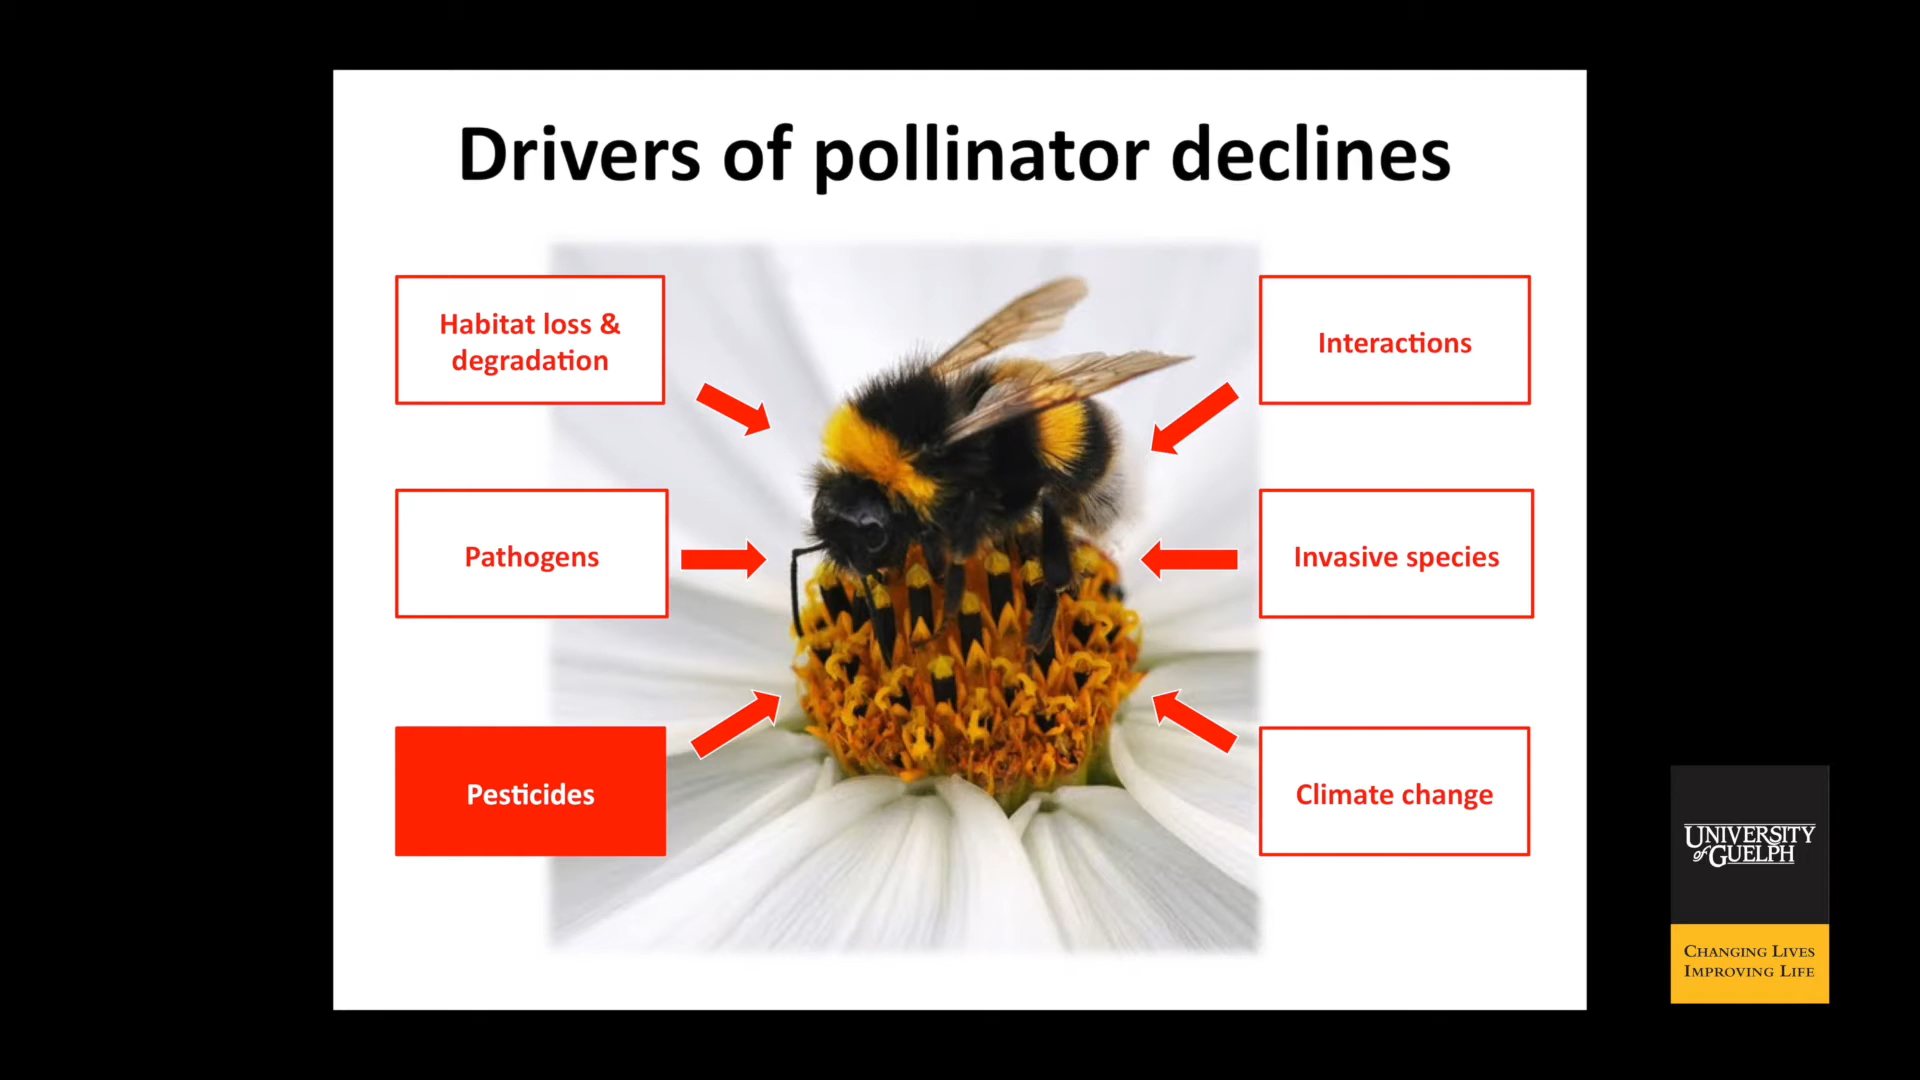 Drivers of pollinator declines
Habitat loss &
degradation
Interactions
Pathogens
Invasive species
Pesticides
Climate change
UNIVERSITY
of GUELPH
CHANGING LIVES
IMPROVING LIFE